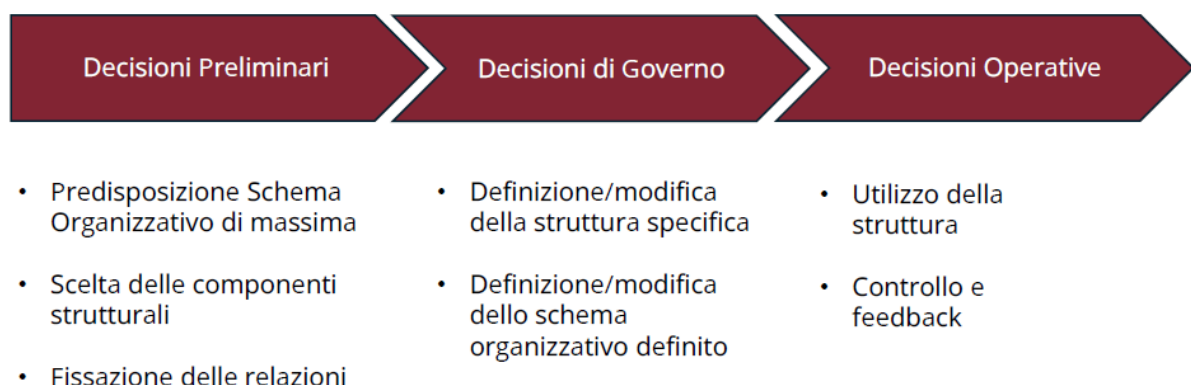 Decisioni Preliminari
Decisioni di Governo
Decisioni Operative
• Predisposizione Schema
Organizzativo di massima
• Scelta delle componenti
strutturali
• Fissazione delle relazioni
• Definizione/modifica
della struttura specifica
• Definizione/modifica
dello schema
organizzativo definito
• Utilizzo della
struttura
• Controllo e
feedback